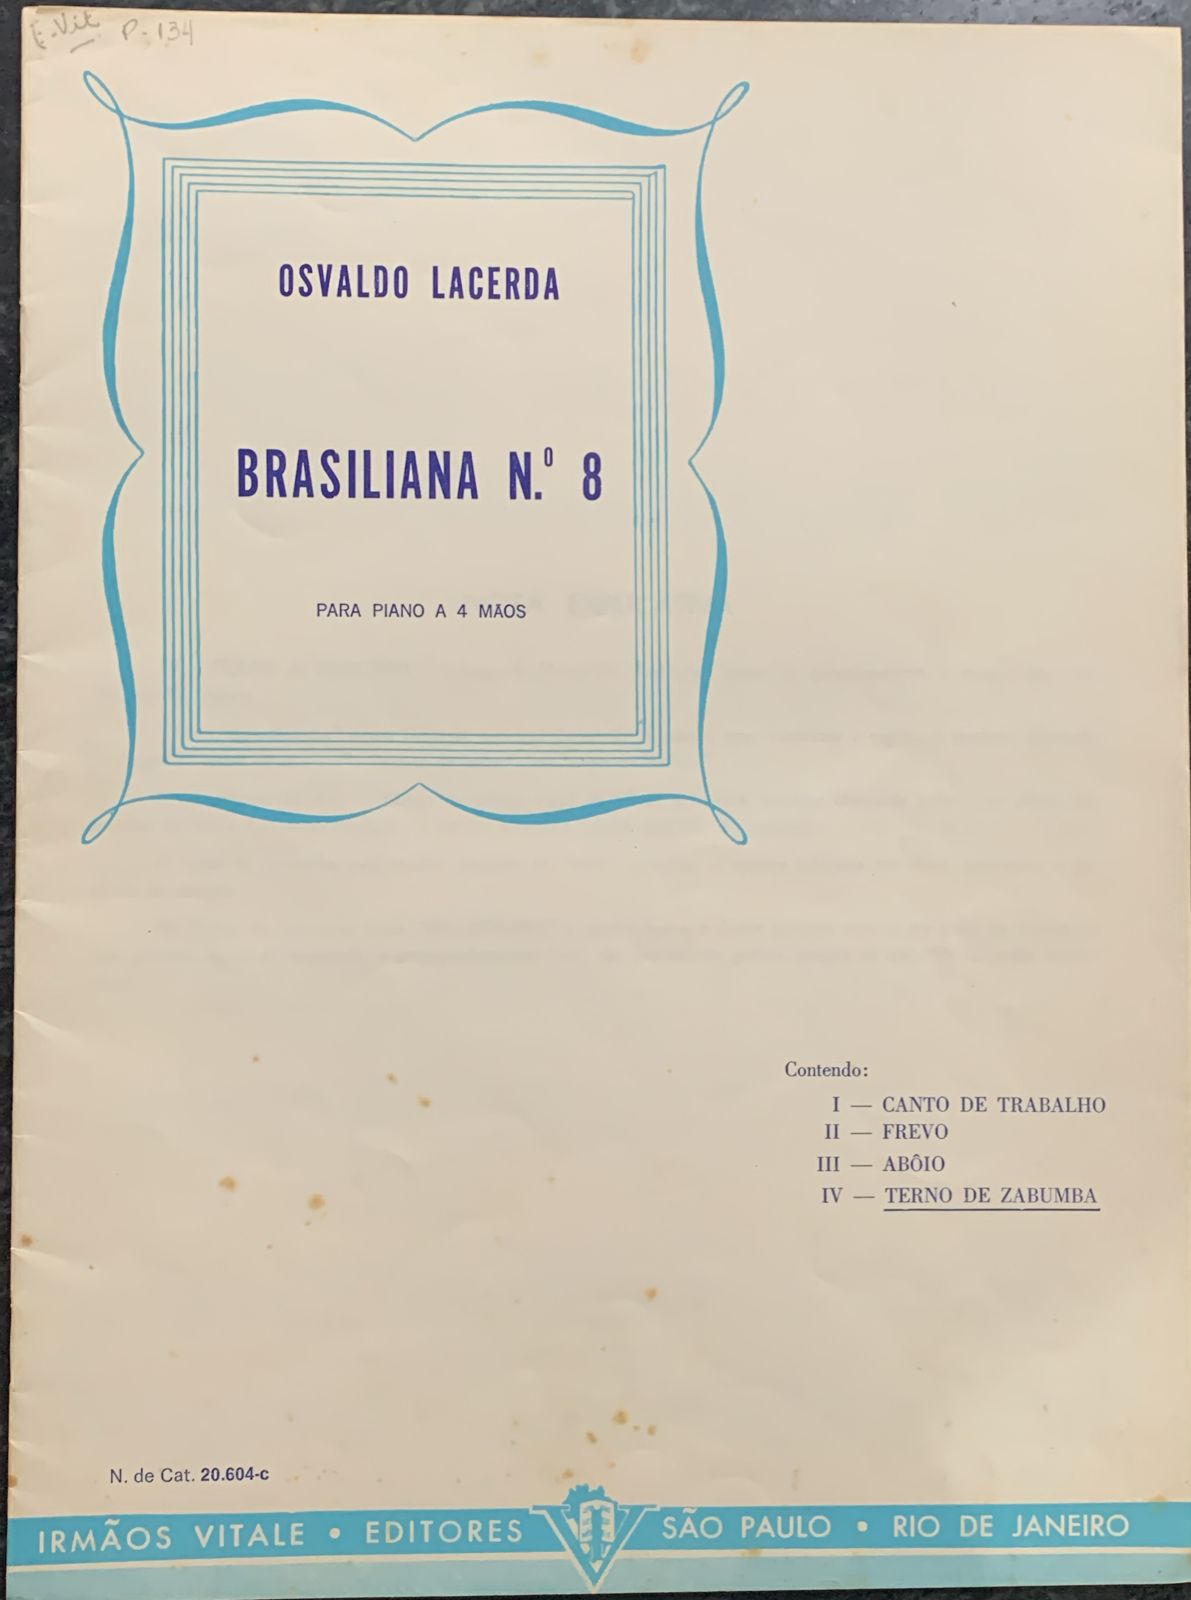 P-134
OSVALDO LACERDA
BRASILIANA N.º 8
PARA PIANO A 4 MÃOS
Contendo:
I — CANTO DE TRABALHO
II — FREVO
III — ABÔIO
IV — TERNO DE ZABUMBA
N. de Cat. 20.604-c
IRMÃOS VITALE • EDITORES SÃO PAULO • RIO DE JANEIRO